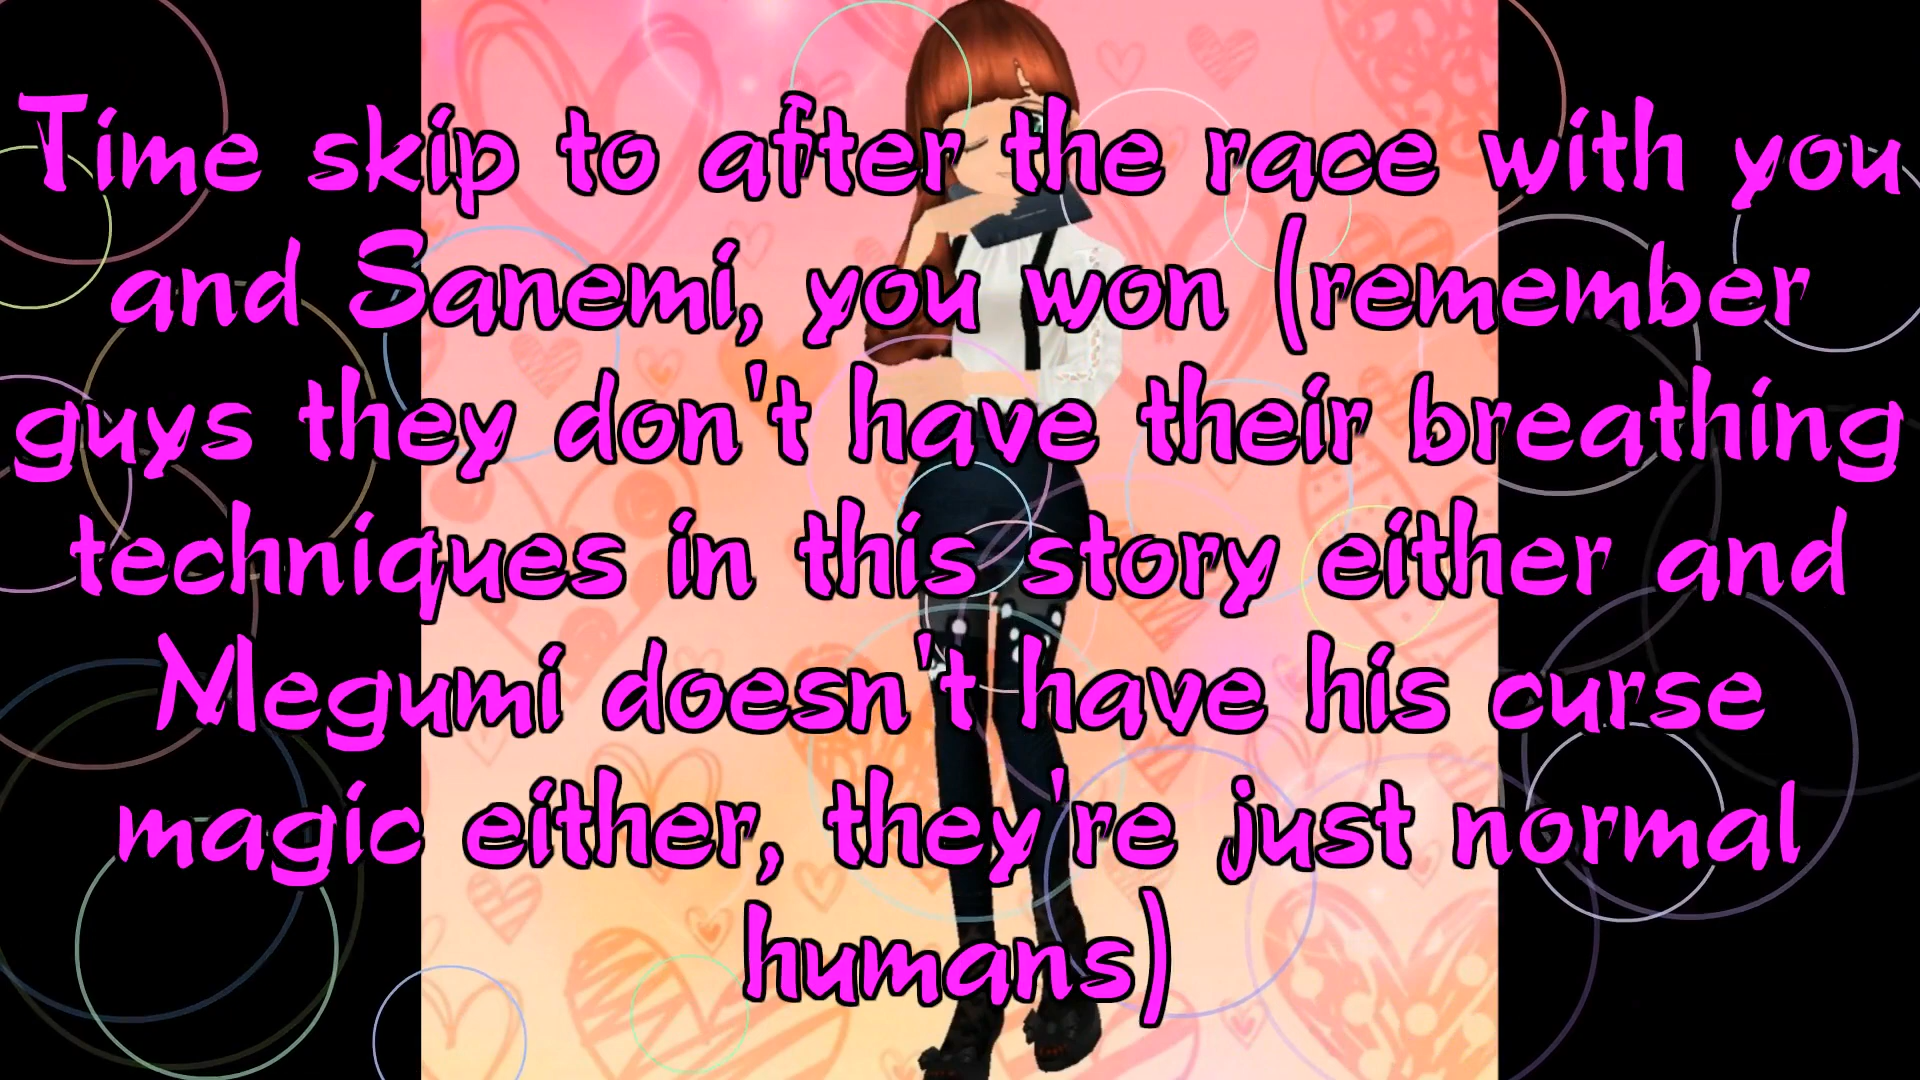 Time skip to after the race with you
and Sanemi, you won (remember
guys they don't have their breathing
techniques in this story either and
Megumi doesn't have his curse
magic either, they're just normal
humans)